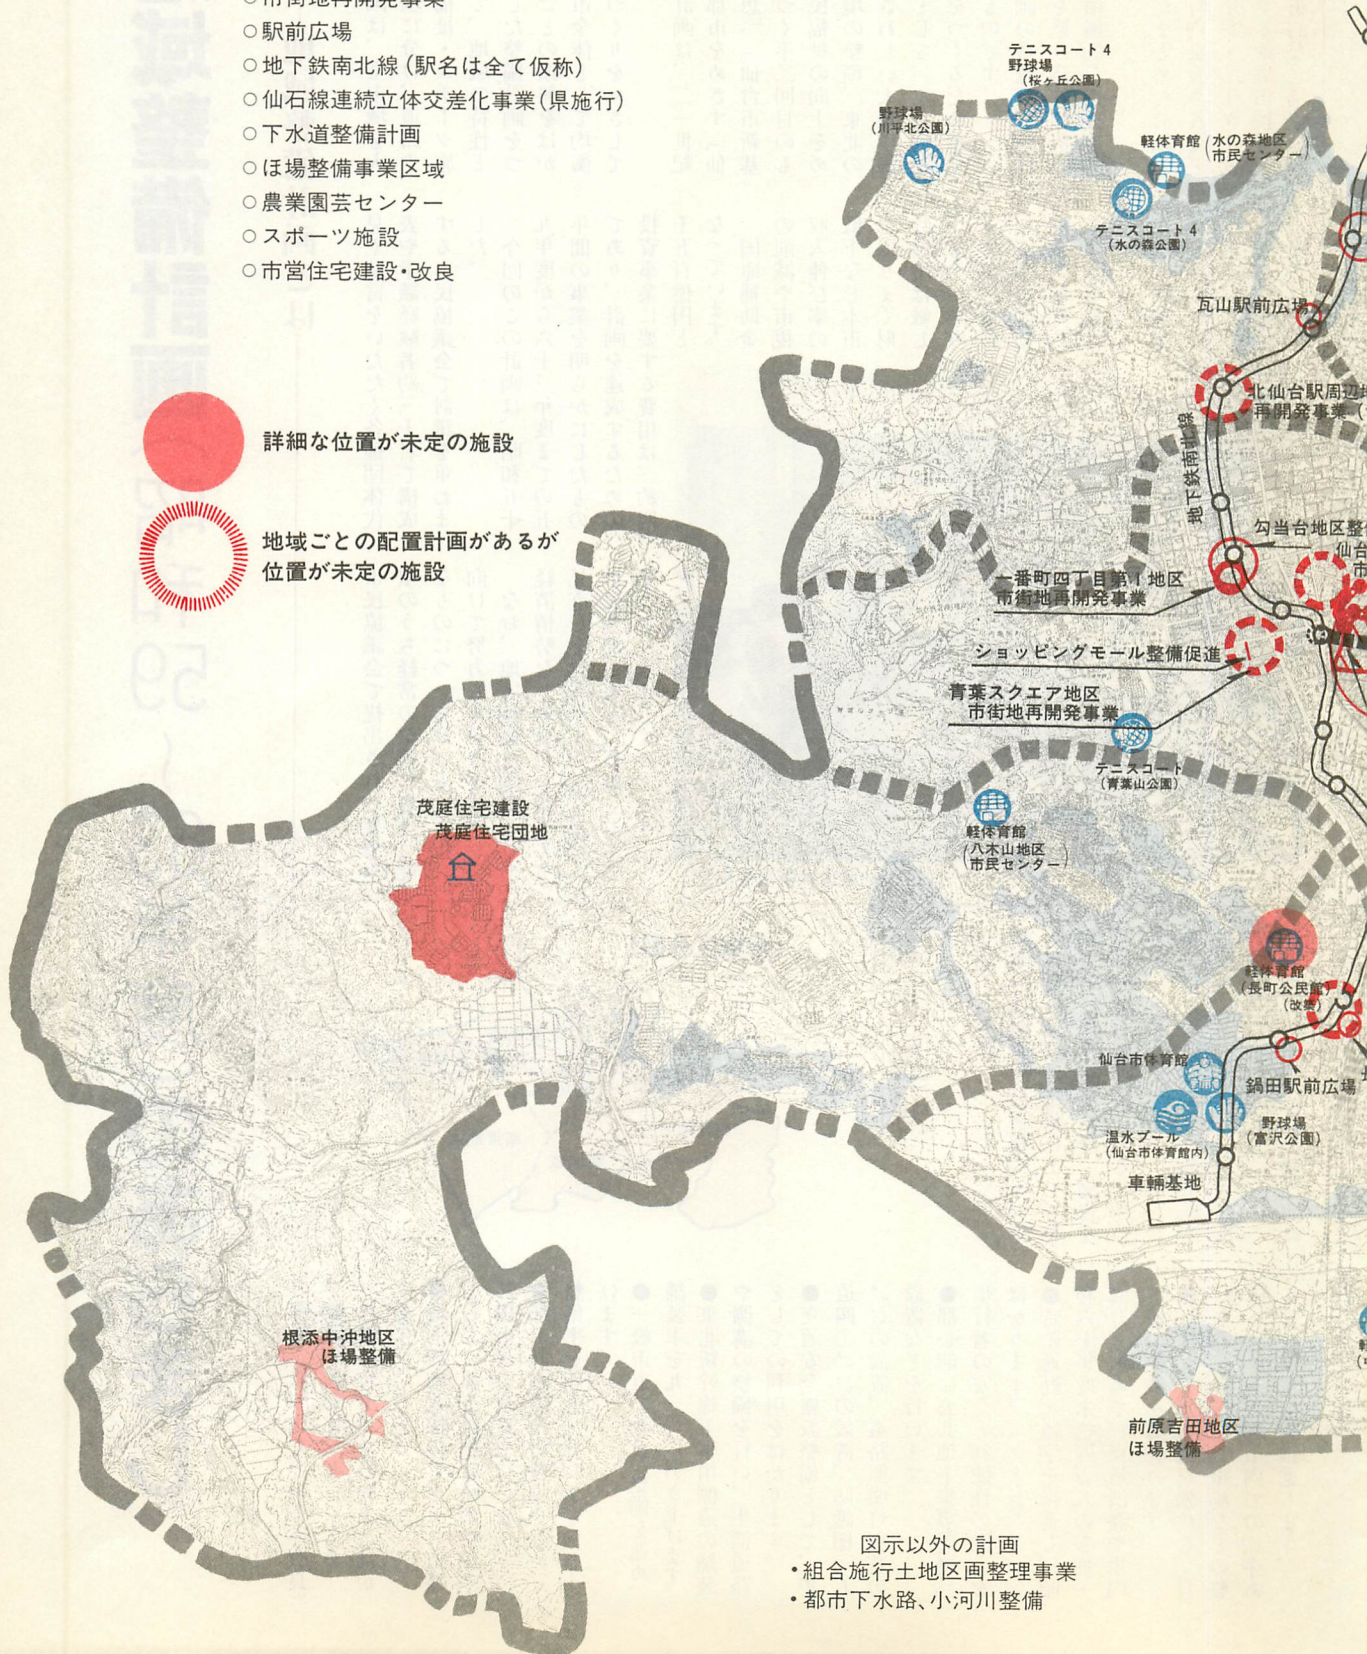 ○市街地再開発事業
○駅前広場
○地下鉄南北線(駅名は全て仮称)
○仙石線連続立体交差化事業(県施行)
○下水道整備計画
○ほ場整備事業区域
○農業園芸センター
○スポーツ施設
○市営住宅建設・改良
詳細な位置が未定の施設
地域ごとの配置計画があるが
位置が未定の施設
テニスコート4
野球場
(桜ヶ丘公園)
野球場
(川平北公園)
軽体育館(水の森地区
市民センター)
テニスコート4
(水の森公園)
瓦山駅前広場
北仙台駅周辺
再開発事業(
地下鉄南北線
勾当台地区整
仙台
市
一番町四丁目第1地区
市街地再開発事業
ショッピングモール整備促進
青葉スクエア地区
市街地再開発事業
テニスコート
(青葉山公園)
軽体育館
(八木山地区
市民センター)
茂庭住宅建設
茂庭住宅団地
軽体育館
(長町公民館)
(改築)
仙台市体育館
鍋田駅前広場
温水プール
(仙台市体育館内)
野球場
(富沢公園)
車輛基地
根添中沖地区
ほ場整備
前原吉田地区
ほ場整備
図示以外の計画
・組合施行土地区画整理事業
・都市下水路、小河川整備